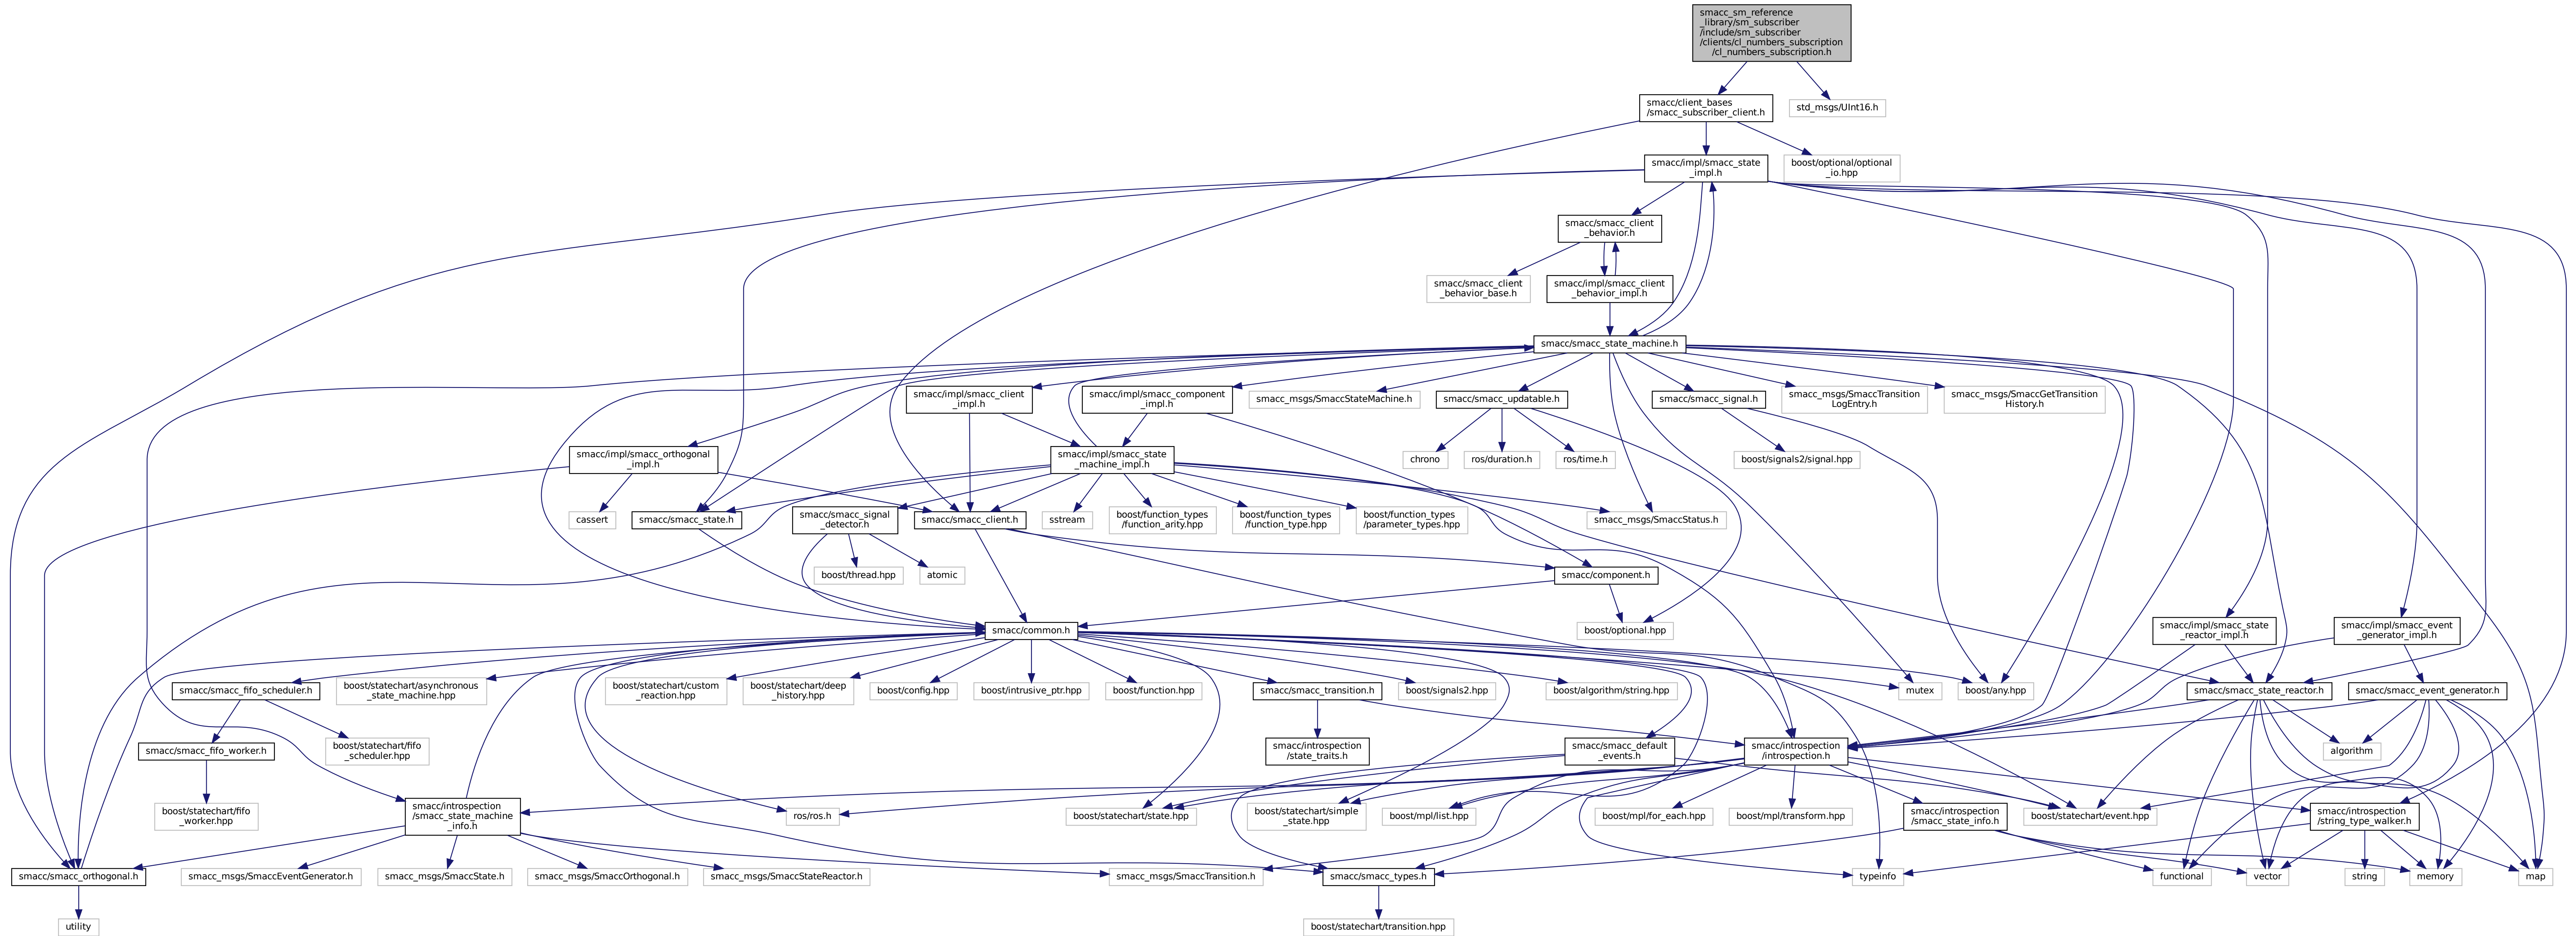 smacc_sm_reference
_library/sm_subscriber
/include/sm_subscriber
/clients/cl_numbers_subscription
/cl_numbers_subscription.h
smacc/client_bases
/smacc_subscriber_client.h
std_msgs/UInt16.h
smacc/impl/smacc_state
_impl.h
boost/optional/optional
_io.hpp
smacc/smacc_client
_behavior.h
smacc/smacc_client
_behavior_base.h
smacc/impl/smacc_client
_behavior_impl.h
smacc/smacc_state_machine.h
smacc/impl/smacc_client
_impl.h
smacc/impl/smacc_component
_impl.h
smacc_msgs/SmaccStateMachine.h
smacc/smacc_updatable.h
smacc/smacc_signal.h
smacc_msgs/SmaccTransition
LogEntry.h
smacc_msgs/SmaccGetTransition
History.h
smacc/impl/smacc_orthogonal
_impl.h
smacc/impl/smacc_state
_machine_impl.h
chrono
ros/duration.h
ros/time.h
boost/signals2/signal.hpp
cassert
smacc/smacc_state.h
smacc/smacc_signal
_detector.h
smacc/smacc_client.h
sstream
boost/function_types
/function_arity.hpp
boost/function_types
/function_type.hpp
boost/function_types
/parameter_types.hpp
smacc_msgs/SmaccStatus.h
boost/thread.hpp
atomic
smacc/component.h
smacc/common.h
boost/optional.hpp
smacc/impl/smacc_state
_reactor_impl.h
smacc/impl/smacc_event
_generator_impl.h
smacc/smacc_fifo_scheduler.h
boost/statechart/asynchronous
_state_machine.hpp
boost/statechart/custom
_reaction.hpp
boost/statechart/deep
_history.hpp
boost/config.hpp
boost/intrusive_ptr.hpp
boost/function.hpp
smacc/smacc_transition.h
boost/signals2.hpp
boost/algorithm/string.hpp
mutex
boost/any.hpp
smacc/smacc_state_reactor.h
smacc/smacc_event_generator.h
smacc/smacc_fifo_worker.h
boost/statechart/fifo
_scheduler.hpp
smacc/introspection
/state_traits.h
smacc/smacc_default
_events.h
smacc/introspection
/introspection.h
algorithm
boost/statechart/fifo
_worker.hpp
smacc/introspection
/smacc_state_machine
_info.h
ros/ros.h
boost/statechart/state.hpp
boost/statechart/simple
_state.hpp
boost/mpl/list.hpp
boost/mpl/for_each.hpp
boost/mpl/transform.hpp
smacc/introspection
/smacc_state_info.h
boost/statechart/event.hpp
smacc/introspection
/string_type_walker.h
smacc/smacc_orthogonal.h
smacc_msgs/SmaccEventGenerator.h
smacc_msgs/SmaccState.h
smacc_msgs/SmaccOrthogonal.h
smacc_msgs/SmaccStateReactor.h
smacc_msgs/SmaccTransition.h
smacc/smacc_types.h
typeinfo
functional
vector
string
memory
map
utility
boost/statechart/transition.hpp